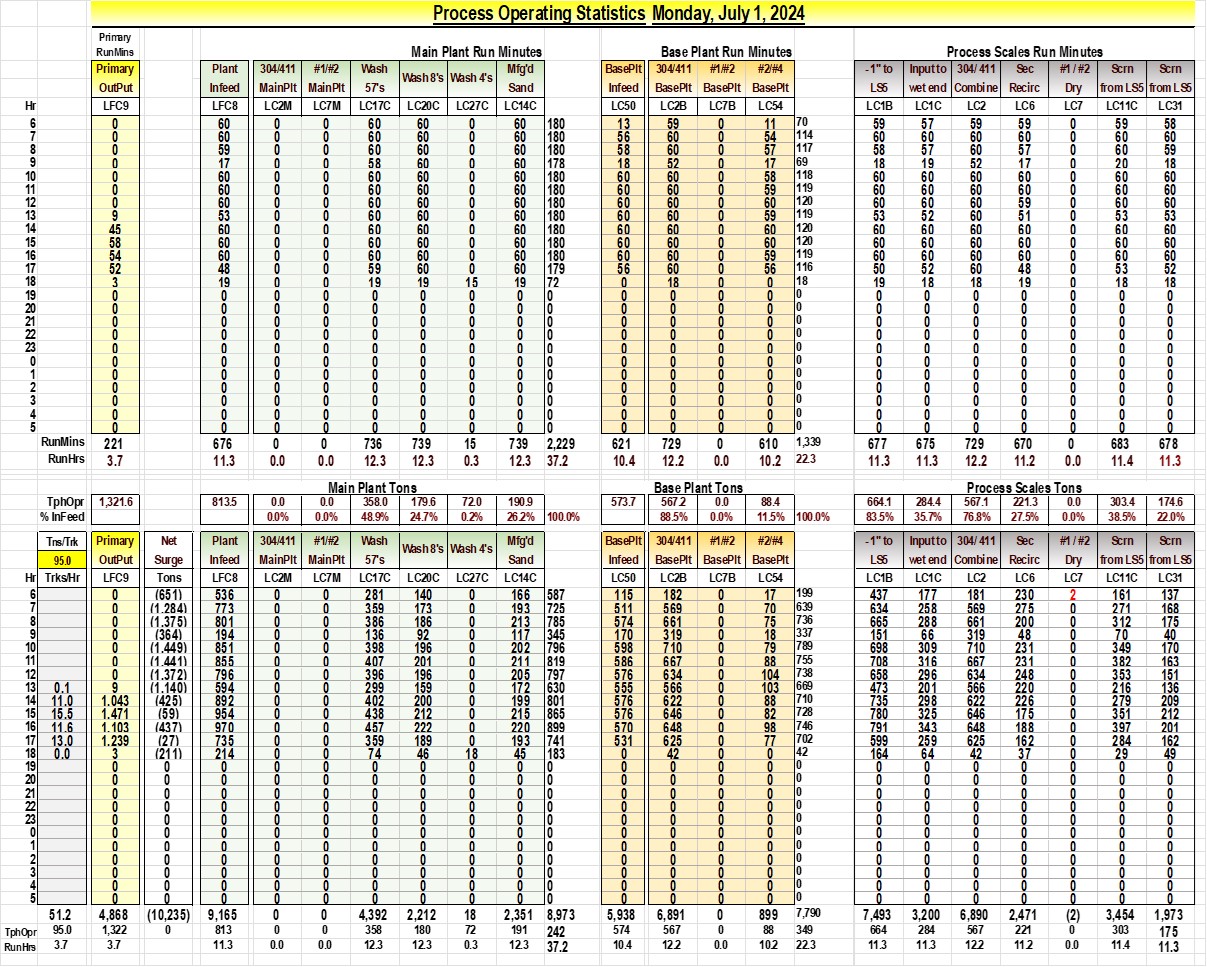 Process Operating Statistics Monday, July 1, 2024
Primary
RunMins Main Plant Run Minutes Base Plant Run Minutes Process Scales Run Minutes
Primary Plant 304/411 #1/#2 Wash Wash 8's Wash 4's Mfg'd BasePlt 304/411 #1/#2 #2/#4 -1" to Input to 304/411 Sec #1 / #2 Scrn Scrn
OutPut Infeed MainPlt MainPlt 57's Sand Infeed BasePlt BasePlt BasePlt LS5 wet end Combine Recirc Dry from LS5 from LS5
Hr LFC9 LFC8 LC2M LC7M LC17C LC20C LC27C LC14C LC50 LC2B LC7B LC54 LC1B LC1C LC2 LC6 LC7 LC11C LC31
6 0 60 0 0 60 60 0 60 180 13 59 0 11 70 59 57 59 59 0 59 58
7 0 60 0 0 60 60 0 60 180 56 60 0 54 114 60 60 60 60 0 60 60
8 0 59 0 0 60 60 0 60 180 58 60 0 57 117 58 57 60 60 0 60 59
9 0 17 0 0 58 60 0 60 178 18 52 0 17 69 18 19 52 17 0 20 18
10 0 60 0 0 60 60 0 60 180 60 60 0 58 118 60 60 60 60 0 60 60
11 0 60 0 0 60 60 0 60 180 60 60 0 59 119 60 60 60 60 0 60 60
12 0 60 0 0 60 60 0 60 180 60 60 0 60 120 60 60 60 59 0 60 60
13 9 53 0 0 60 60 0 60 180 60 60 0 59 119 53 52 60 51 0 53 53
14 45 60 0 0 60 60 0 60 180 60 60 0 60 120 60 60 60 60 0 60 60
15 58 60 0 0 60 60 0 60 180 60 60 0 60 120 60 60 60 60 0 60 60
16 54 60 0 0 60 60 0 60 180 60 60 0 59 119 60 60 60 60 0 60 60
17 52 48 0 0 59 60 0 60 179 56 60 0 56 116 50 52 60 48 0 53 52
18 3 19 0 0 19 19 15 19 72 0 18 0 0 18 19 18 18 19 0 18 18
19 0 0 0 0 0 0 0 0 0 0 0 0 0 0 0 0 0 0 0 0 0
20 0 0 0 0 0 0 0 0 0 0 0 0 0 0 0 0 0 0 0 0 0
21 0 0 0 0 0 0 0 0 0 0 0 0 0 0 0 0 0 0 0 0 0
22 0 0 0 0 0 0 0 0 0 0 0 0 0 0 0 0 0 0 0 0 0
23 0 0 0 0 0 0 0 0 0 0 0 0 0 0 0 0 0 0 0 0 0
0 0 0 0 0 0 0 0 0 0 0 0 0 0 0 0 0 0 0 0 0 0
1 0 0 0 0 0 0 0 0 0 0 0 0 0 0 0 0 0 0 0 0 0
2 0 0 0 0 0 0 0 0 0 0 0 0 0 0 0 0 0 0 0 0 0
3 0 0 0 0 0 0 0 0 0 0 0 0 0 0 0 0 0 0 0 0 0
4 0 0 0 0 0 0 0 0 0 0 0 0 0 0 0 0 0 0 0 0 0
5 0 0 0 0 0 0 0 0 0 0 0 0 0 0 0 0 0 0 0 0 0
RunMins 221 676 0 0 736 739 15 739 2,229 621 729 0 610 1,339 677 675 729 670 0 683 678
RunHrs 3.7 11.3 0.0 0.0 12.3 12.3 0.3 12.3 37.2 10.4 12.2 0.0 10.2 22.3 11.3 11.3 12.2 11.2 0.0 11.4 11.3
Main Plant Tons Base Plant Tons Process Scales Tons
TphOpr 1,321.6 813.5 0.0 0.0 358.0 179.6 72.0 190.9 573.7 567.2 0.0 88.4 664.1 284.4 567.1 221.3 0.0 303.4 174.6
% InFeed 0.0% 0.0% 48.9% 24.7% 0.2% 26.2% 100.0% 88.5% 0.0% 11.5% 100.0% 83.5% 35.7% 76.8% 27.5% 0.0% 38.5% 22.0%
Tns/Trk Primary Net Plant 304/411 #1/#2 Wash Wash 8's Wash 4's Mfg'd BasePlt 304/411 #1/#2 #2/#4 -1" to Input to 304/411 Sec #1 / #2 Scrn Scrn
95.0 OutPut Surge Infeed MainPlt MainPlt 57's Sand Infeed BasePlt BasePlt BasePlt LS5 wet end Combine Recirc Dry from LS5 from LS5
Hr Trks/Hr LFC9 Tons LFC8 LC2M LC7M LC17C LC20C LC27C LC14C LC50 LC2B LC7B LC54 LC1B LC1C LC2 LC6 LC7 LC11C LC31
6 0 (651) 536 0 0 281 140 0 166 587 115 182 0 17 199 437 177 181 230 2 161 137
7 0 (1,284) 773 0 0 359 173 0 193 725 511 569 0 70 639 634 258 569 275 0 271 168
8 0 (1,375) 801 0 0 386 186 0 213 785 574 661 0 75 736 665 288 661 200 0 312 175
9 0 (364) 194 0 0 136 92 0 117 345 170 319 0 18 337 151 66 319 48 0 70 40
10 0 (1,449) 851 0 0 398 196 0 202 796 598 710 0 79 789 698 309 710 231 0 349 170
11 0 (1,441) 855 0 0 407 201 0 211 819 586 667 0 88 755 708 316 667 231 0 382 163
12 0 (1,372) 796 0 0 396 196 0 205 797 576 634 0 104 738 658 296 634 248 0 353 151
13 0.1 9 (1,140) 594 0 0 299 159 0 172 630 555 566 0 103 669 473 201 566 220 0 216 136
14 11.0 1,043 (425) 892 0 0 402 200 0 199 801 576 622 0 88 710 735 298 622 226 0 279 209
15 15.5 1,471 (59) 954 0 0 438 212 0 215 865 576 646 0 82 728 780 325 646 175 0 351 212
16 11.6 1,103 (437) 970 0 0 457 222 0 220 899 570 648 0 98 746 791 343 648 188 0 397 201
17 13.0 1,239 (27) 735 0 0 359 189 0 193 741 531 625 0 77 702 599 259 625 162 0 284 162
18 0.0 3 (211) 214 0 0 74 46 18 45 183 0 42 0 0 42 164 64 42 37 0 29 49
19 0 0 0 0 0 0 0 0 0 0 0 0 0 0 0 0 0 0 0 0 0 0
20 0 0 0 0 0 0 0 0 0 0 0 0 0 0 0 0 0 0 0 0 0 0
21 0 0 0 0 0 0 0 0 0 0 0 0 0 0 0 0 0 0 0 0 0 0
22 0 0 0 0 0 0 0 0 0 0 0 0 0 0 0 0 0 0 0 0 0 0
23 0 0 0 0 0 0 0 0 0 0 0 0 0 0 0 0 0 0 0 0 0 0
0 0 0 0 0 0 0 0 0 0 0 0 0 0 0 0 0 0 0 0 0 0 0
1 0 0 0 0 0 0 0 0 0 0 0 0 0 0 0 0 0 0 0 0 0 0
2 0 0 0 0 0 0 0 0 0 0 0 0 0 0 0 0 0 0 0 0 0 0
3 0 0 0 0 0 0 0 0 0 0 0 0 0 0 0 0 0 0 0 0 0 0
4 0 0 0 0 0 0 0 0 0 0 0 0 0 0 0 0 0 0 0 0 0 0
5 0 0 0 0 0 0 0 0 0 0 0 0 0 0 0 0 0 0 0 0 0 0
51.2 4,868 (10,235) 9,165 0 0 4,392 2,212 18 2,351 8,973 5,938 6,891 0 899 7,790 7,493 3,200 6,890 2,471 (2) 3,454 1,973
TphOpr 95.0 1,322 0 813 0 0 358 180 72 191 242 574 567 0 88 349 664 284 567 221 0 303 175
RunHrs 3.7 3.7 11.3 0.0 0.0 12.3 12.3 0.3 12.3 37.2 10.4 12.2 0.0 10.2 22.3 11.3 11.3 12.2 11.2 0.0 11.4 11.3